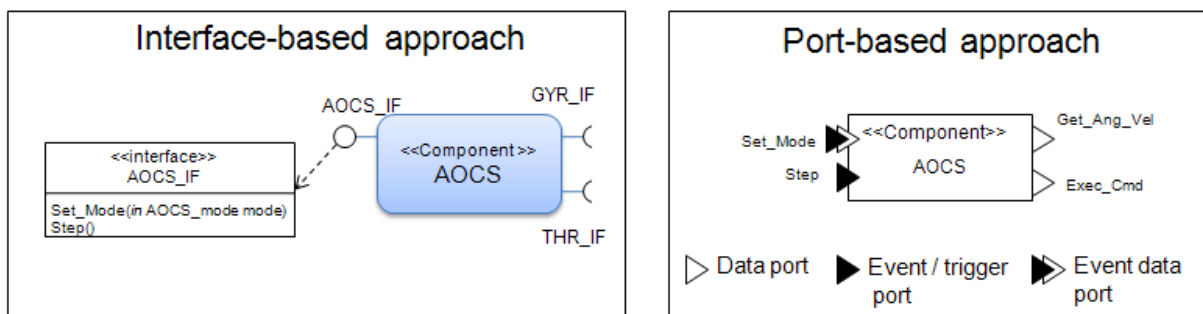 Interface-based approach
AOCS_IF
GYR_IF
<<interface>>
AOCS_IF
Set_Mode(in AOCS_mode mode)
Step()
<<Component>>
AOCS
THR_IF
Port-based approach
Set_Mode
Step
<<Component>>
AOCS
Get_Ang_Vel
Exec_Cmd
Data port
Event / trigger
port
Event data
port